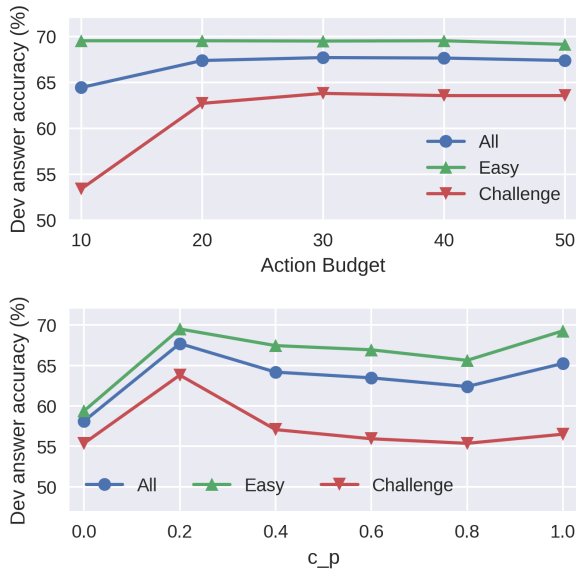 Dev answer accuracy (%)
70
65
60
55
50
All
Easy
Challenge
10 20 30 40 50
Action Budget
Dev answer accuracy (%)
70
65
60
55
50
All Easy Challenge
0.0 0.2 0.4 0.6 0.8 1.0
c_p